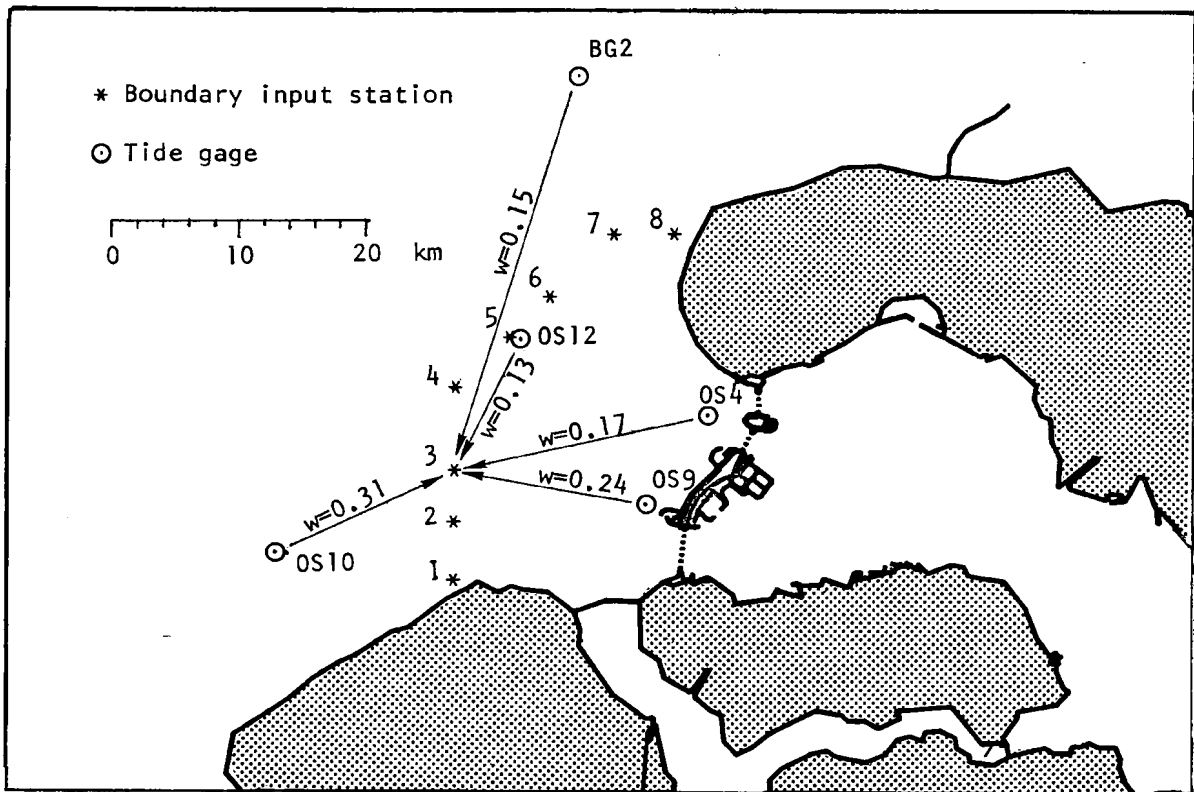 BG2
* Boundary input station
⊙ Tide gage
0 10 20 km
w=0.15
7 * 8 *
6 *
5 * OS12
4 *
w=0.13
OS4
w=0.17
3 *
OS9
w=0.24
w=0.31
2 *
OS10
1 *